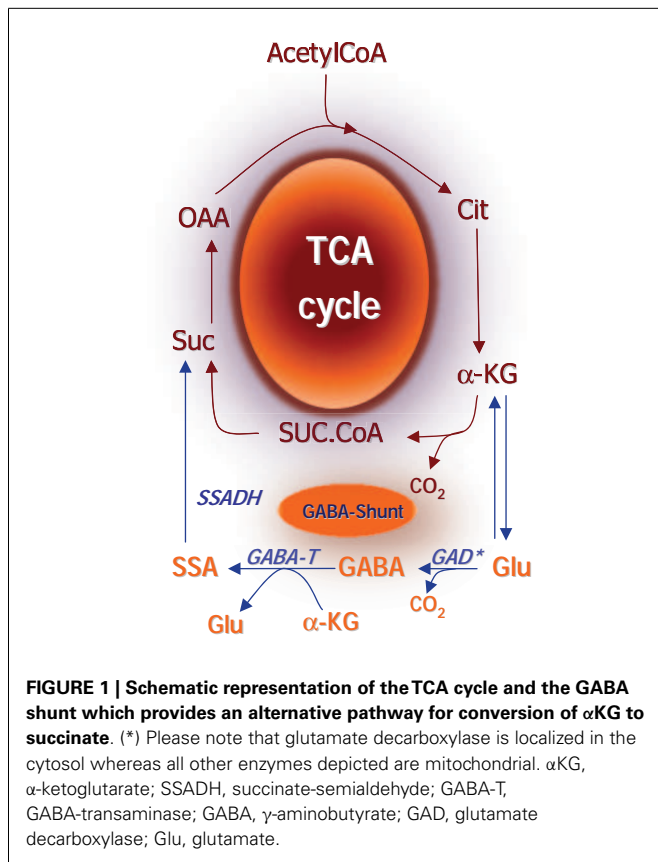 AcetylCoA
OAA
Cit
TCA
cycle
Suc
α-KG
SUC.CoA
CO₂
SSADH
GABA-Shunt
SSA
GABA-T
GABA
GAD*
Glu
CO₂
Glu
α-KG
FIGURE 1 | Schematic representation of the TCA cycle and the GABA
shunt which provides an alternative pathway for conversion of αKG to
succinate. (*) Please note that glutamate decarboxylase is localized in the
cytosol whereas all other enzymes depicted are mitochondrial. αKG,
α-ketoglutarate; SSADH, succinate-semialdehyde; GABA-T,
GABA-transaminase; GABA, γ-aminobutyrate; GAD, glutamate
decarboxylase; Glu, glutamate.